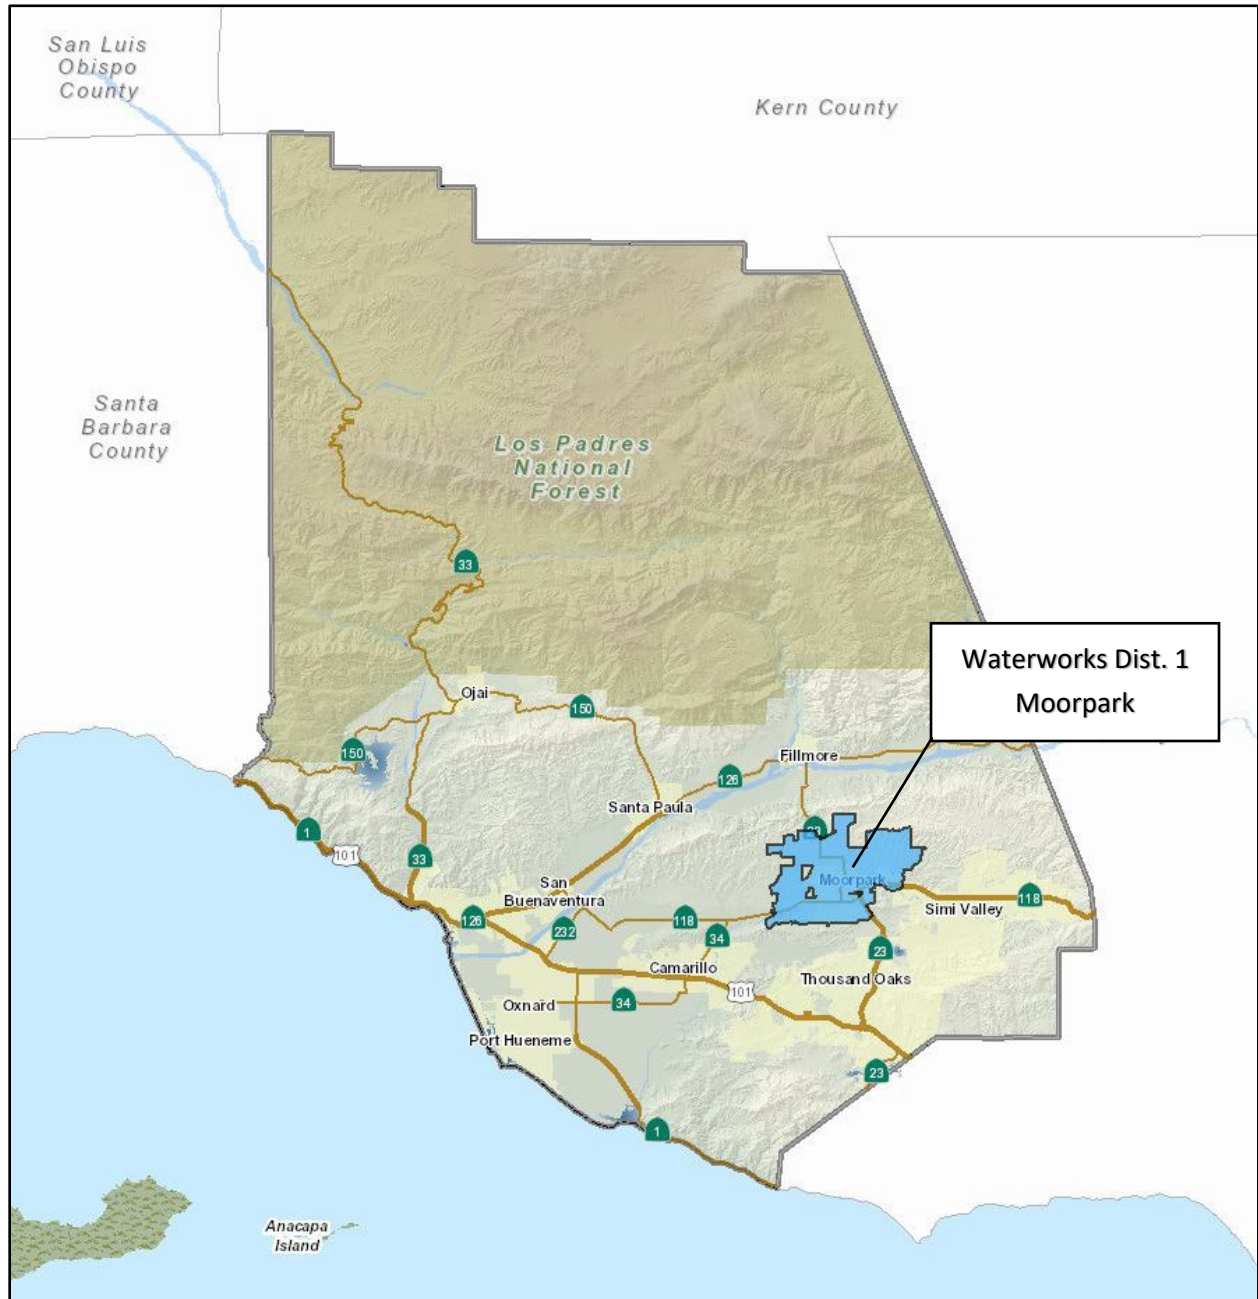 San Luis
Obispo
County
Kern County
Santa
Barbara
County
Los Padres
National
Forest
33
Waterworks Dist. 1
Moorpark
Ojai
150
150
Fillmore
126
Santa Paula
1
101
33
23
Moorpark
San
Buenaventura
118
Simi Valley
126
232
118
34
23
Camarillo
Thousand Oaks
101
Oxnard
34
Port Hueneme
23
1
Anacapa
Island